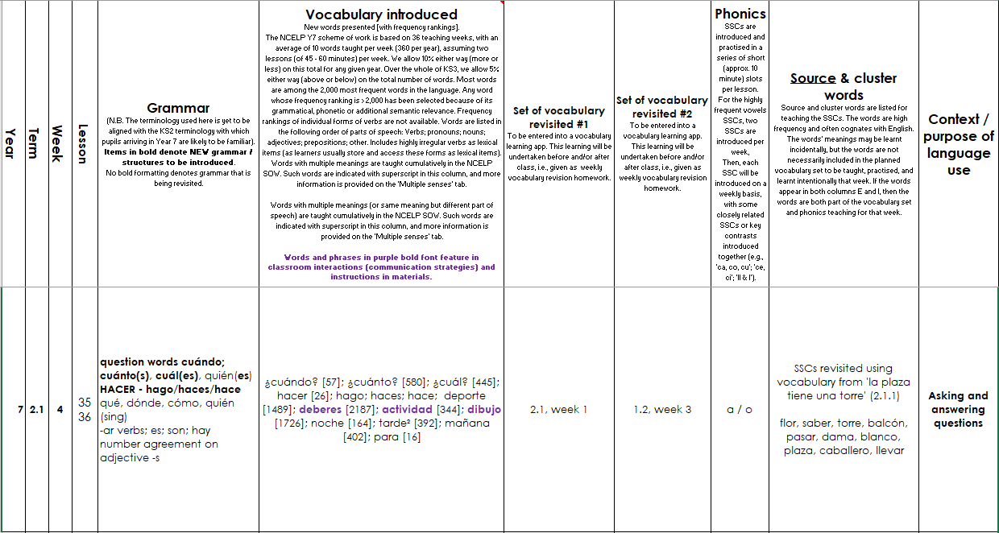 Year
Term
Week
Lesson
Grammar
(N.B. The terminology used here is yet to be
aligned with the KS2 terminology with which
pupils arriving in Year 7 are likely to be familiar).
Items in bold denote NEW grammar /
structures to be introduced.
No bold formatting denotes grammar that is
being revisited.
Vocabulary introduced
New words presented [with frequency rankings].
The NCELP Y7 scheme of work is based on 36 teaching weeks, with an
average of 10 words taught per week (360 per year), assuming two
lessons (of 45 - 60 minutes) per week. We allow 10% either way (more or
less) on this total for any given year. Over the whole of KS3, we allow 5%
either way (above or below) on the total number of words. Most words
are among the 2,000 most frequent words in the language. Any word
whose frequency ranking is >2,000 has been selected because of its
grammatical, phonetic or additional semantic relevance. Frequency
rankings of individual forms of verbs are not available. Words are listed in
the following order of parts of speech: Verbs; pronouns; nouns;
adjectives; prepositions; other. Includes highly irregular verbs as lexical
items (as learners usually store and access these forms as lexical items).
Words with multiple meanings are taught cumulatively in the NCELP
SOW. Such words are indicated with superscript in this column, and more
information is provided on the 'Multiple senses' tab.
Words with multiple meanings (or same meaning but different part of
speech) are taught cumulatively in the NCELP SOW. Such words are
indicated with superscript in this column, and more information is
provided on the 'Multiple senses' tab.
Words and phrases in purple bold font feature in
classroom interactions (communication strategies) and
instructions in materials.
Set of vocabulary
revisited #1
To be entered into a vocabulary
learning app. This learning will be
undertaken before and/or after
class, i.e., given as weekly
vocabulary revision homework.
Set of vocabulary
revisited #2
To be entered into a
vocabulary learning app.
This learning will be
undertaken before and/or
after class, i.e., given as
weekly vocabulary revision
homework.
Phonics
SSCs are
introduced and
practised in a
series of short
(approx. 10
minute) slots
per lesson.
For the highly
frequent vowels
SSCs, two
SSCs are
introduced per
week,
Then, each
SSC will be
introduced on a
weekly basis,
with some
closely related
SSCs or key
contrasts
introduced
together (e.g.,
'ca, co, cu'; 'ce,
ci'; 'll & l').
Source & cluster
words
Source and cluster words are listed for
teaching the SSCs. The words are high
frequency and often cognates with English.
The words' meanings may be learnt
incidentally, but the words are not
necessarily included in the planned
vocabulary set to be taught, practised, and
learnt intentionally that week. If the words
appear in both columns E and I, then the
words are both part of the vocabulary set
and phonics teaching for that week.
Context /
purpose of
language
use
7
2.1
4
35
36
question words cuándo;
cuánto(s), cuál(es), quién(es)
HACER - hago/haces/hace
qué, dónde, cómo, quién
(sing)
-ar verbs; es; son; hay
number agreement on
adjective -s
¿cuándo? [57]; ¿cuánto? [580]; ¿cuál? [445];
hacer [26]; hago; haces; hace; deporte
[1489]; deberes [2187]; actividad [344]; dibujo
[1726]; noche [164]; tarde² [392]; mañana
[402]; para [16]
2.1, week 1
1.2, week 3
a / o
SSCs revisited using
vocabulary from 'la plaza
tiene una torre' (2.1.1)
flor, saber, torre, balcón,
pasar, dama, blanco,
plaza, caballero, llevar
Asking and
answering
questions